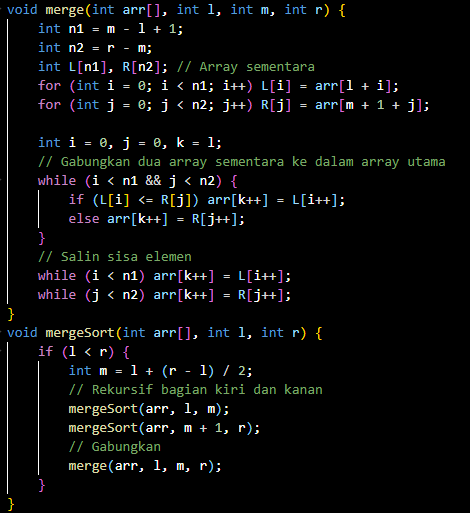 void merge(int arr[], int l, int m, int r) {
int n1 = m - l + 1;
int n2 = r - m;
int L[n1], R[n2]; // Array sementara
for (int i = 0; i < n1; i++) L[i] = arr[l + i];
for (int j = 0; j < n2; j++) R[j] = arr[m + 1 + j];
int i = 0, j = 0, k = l;
// Gabungkan dua array sementara ke dalam array utama
while (i < n1 && j < n2) {
if (L[i] <= R[j]) arr[k++] = L[i++];
else arr[k++] = R[j++];
}
// Salin sisa elemen
while (i < n1) arr[k++] = L[i++];
while (j < n2) arr[k++] = R[j++];
}
void mergeSort(int arr[], int l, int r) {
if (l < r) {
int m = l + (r - l) / 2;
// Rekursif bagian kiri dan kanan
mergeSort(arr, l, m);
mergeSort(arr, m + 1, r);
// Gabungkan
merge(arr, l, m, r);
}
}